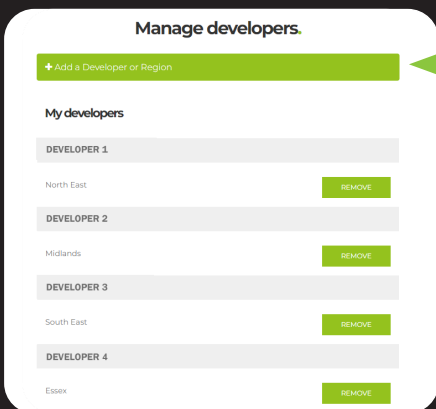 Manage developers.
+ Add a Developer or Region
My developers
DEVELOPER 1
North East
REMOVE
DEVELOPER 2
Midlands
REMOVE
DEVELOPER 3
South East
REMOVE
DEVELOPER 4
Essex
REMOVE